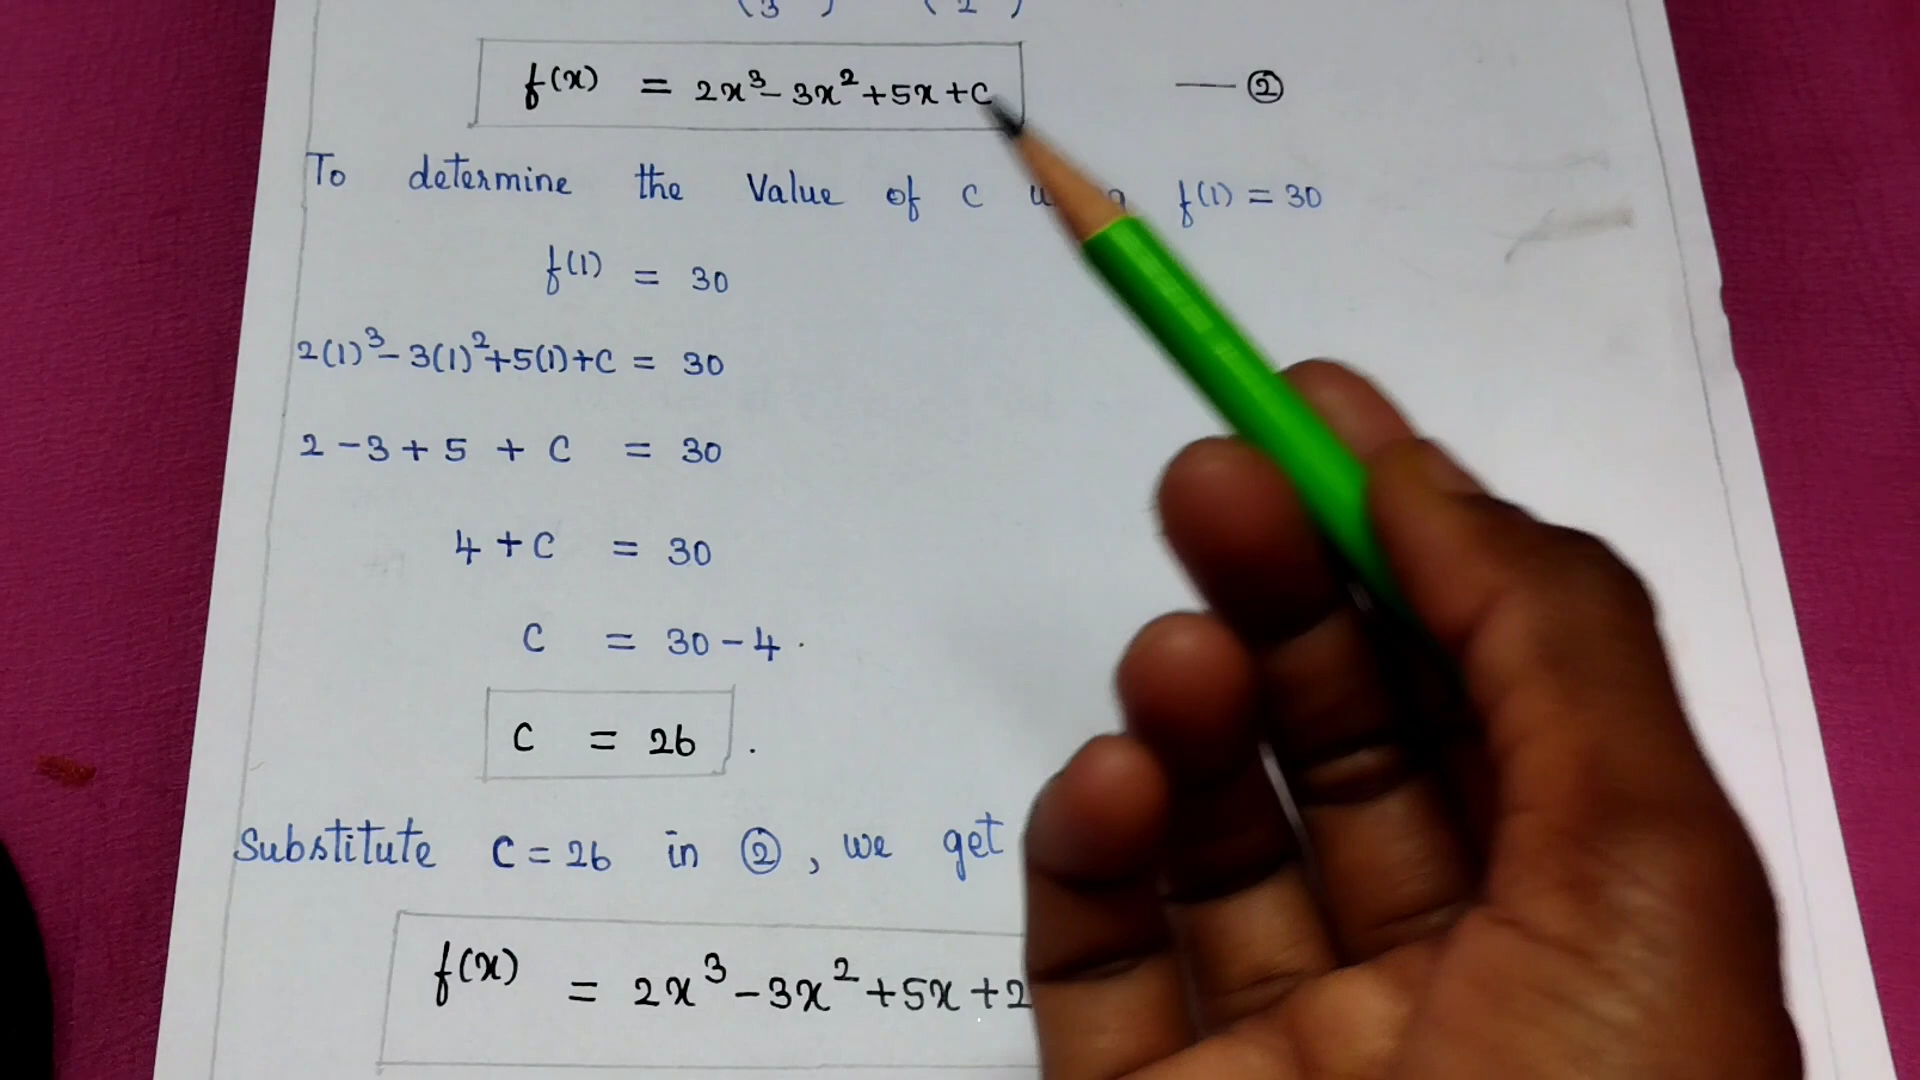 f(x) = 2x³ - 3x² + 5x + c —②
To determine the Value of c f(1) = 30
f(1) = 30
2(1)³ - 3(1)² + 5(1) + C = 30
2 - 3 + 5 + C = 30
4 + C = 30
C = 30 - 4 .
C = 26 .
Substitute C = 26 in ②, we get
f(x) = 2x³ - 3x² + 5x + 2